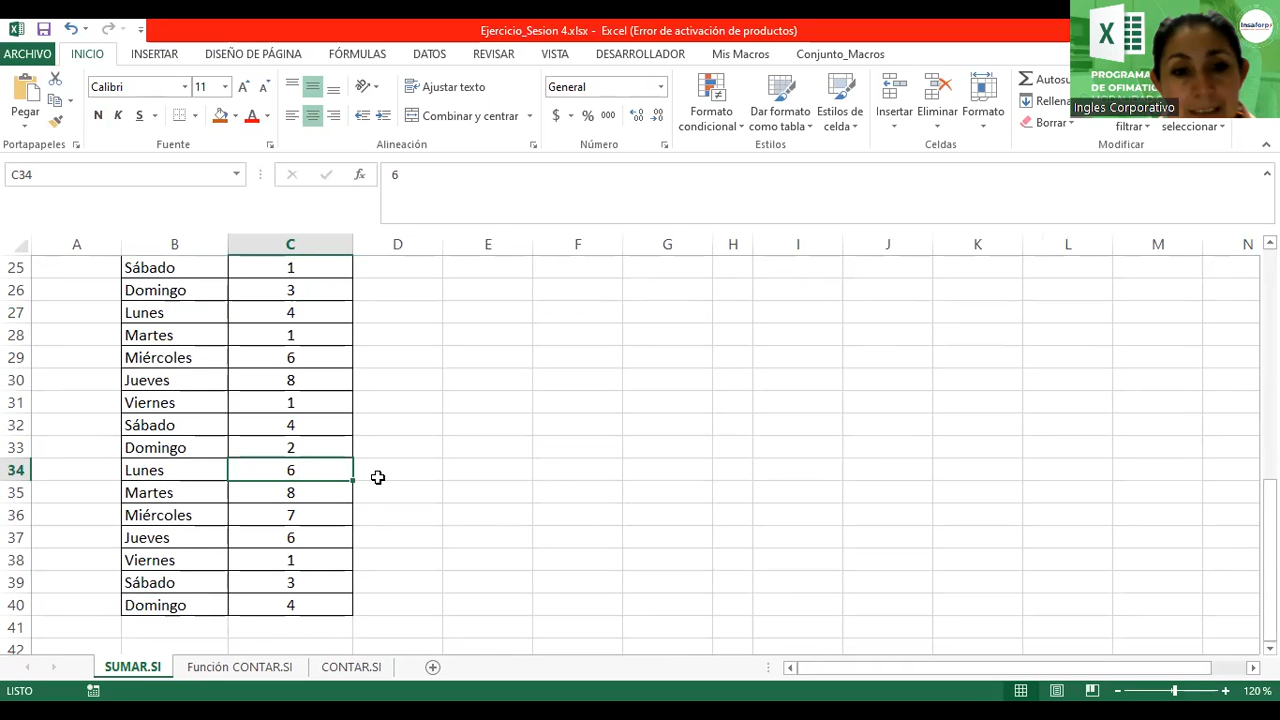 Ejercicio_Sesion 4.xlsx - Excel (Error de activación de productos)
ARCHIVO INICIO INSERTAR DISEÑO DE PÁGINA FÓRMULAS DATOS REVISAR VISTA DESARROLLADOR Mis Macros Conjunto_Macros
Pegar
Calibri 11
N K S
Ajustar texto
Combinar y centrar
General
$ % 000
Formato condicional
Dar formato como tabla
Estilos de celda
Insertar
Eliminar
Formato
Autosu
Rellena
Borrar
filtrar
seleccionar
Portapapeles Fuente Alineación Número Estilos Celdas Modificar
Insaforp
PROGRAMA
DE OFIMATIC
Ingles Corporativo
C34 fx 6
A B C D E F G H I J K L M N
25 Sábado 1
26 Domingo 3
27 Lunes 4
28 Martes 1
29 Miércoles 6
30 Jueves 8
31 Viernes 1
32 Sábado 4
33 Domingo 2
34 Lunes 6
35 Martes 8
36 Miércoles 7
37 Jueves 6
38 Viernes 1
39 Sábado 3
40 Domingo 4
41
42
SUMAR.SI Función CONTAR.SI CONTAR.SI
LISTO 120 %